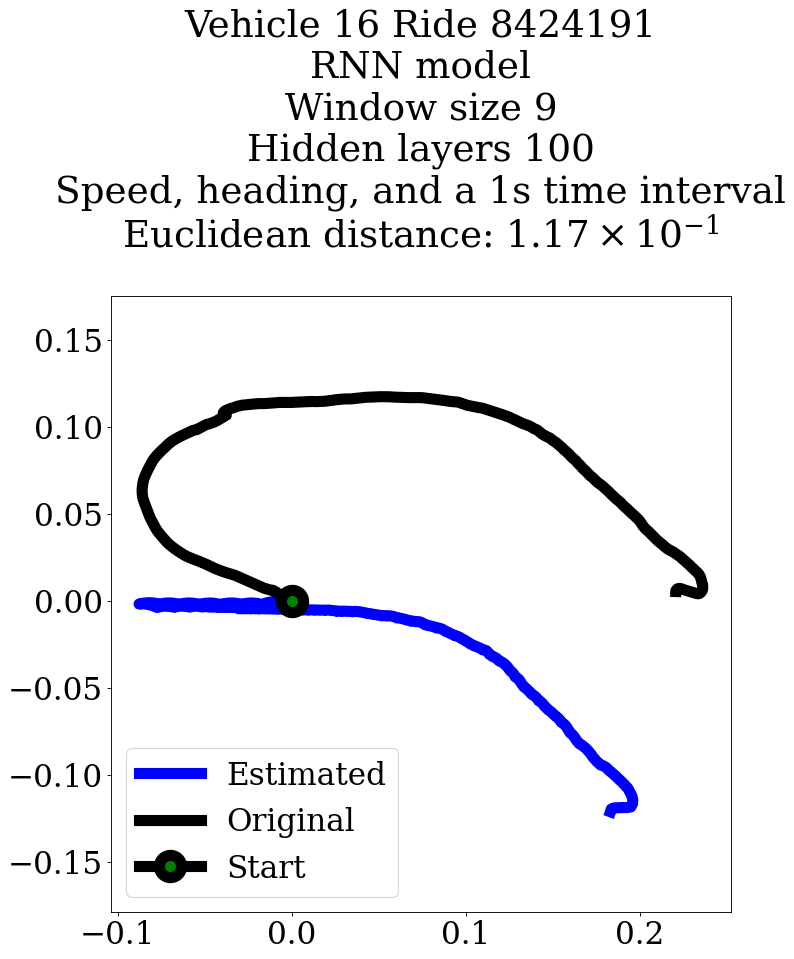 Vehicle 16 Ride 8424191
RNN model
Window size 9
Hidden layers 100
Speed, heading, and a 1s time interval
Euclidean distance: 1.17 × 10⁻¹
0.15
0.10
0.05
0.00
−0.05
−0.10
−0.15
Estimated
Original
Start
−0.1
0.0
0.1
0.2